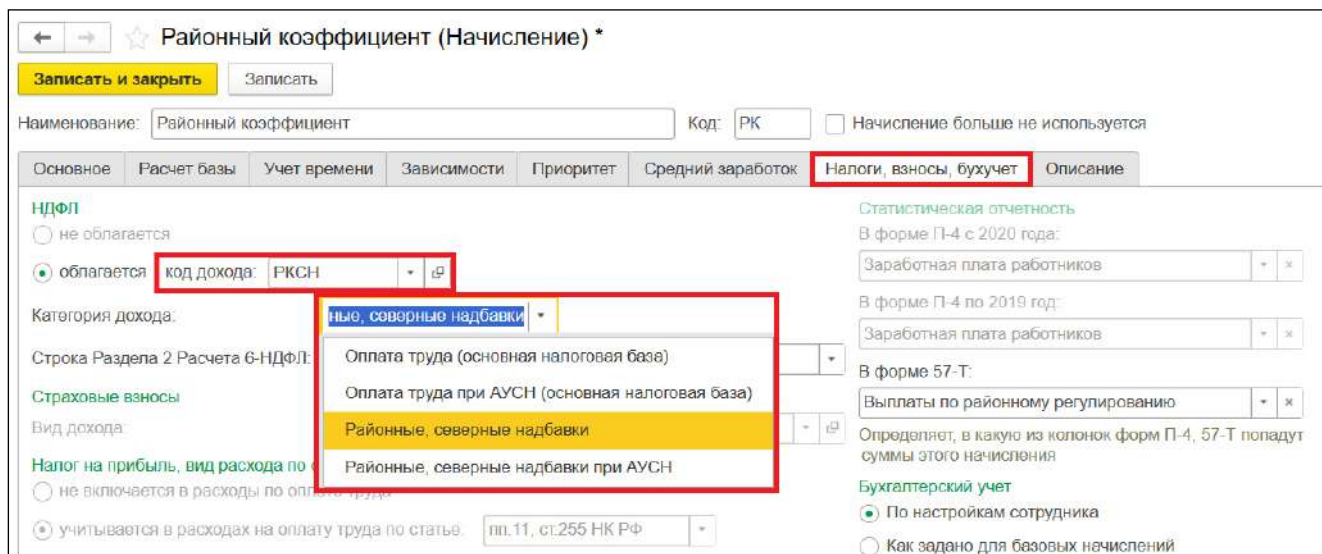 Районный коэффициент (Начисление) *
Записать и закрыть Записать
Наименование: Районный коэффициент Код: РК Начисление больше не используется
Основное Расчет базы Учет времени Зависимости Приоритет Средний заработок Налоги, взносы, бухучет Описание
НДФЛ
не облагается
облагается код дохода: РКСН
Категория дохода: ные, северные надбавки
Оплата труда (основная налоговая база)
Оплата труда при АУСН (основная налоговая база)
Районные, северные надбавки
Районные, северные надбавки при АУСН
Строка Раздела 2 Расчета 6-НДФЛ:
Страховые взносы
Вид дохода:
Налог на прибыль, вид расхода по
не включается в расходы по оплате труда
учитывается в расходах на оплату труда по статье: пп.11, ст.255 НК РФ
Статистическая отчетность
В форме П-4 с 2020 года:
Заработная плата работников
В форме П-4 по 2019 год:
Заработная плата работников
В форме 57-Т:
Выплаты по районному регулированию
Определяет, в какую из колонок форм П-4, 57-Т попадут
суммы этого начисления
Бухгалтерский учет
По настройкам сотрудника
Как задано для базовых начислений